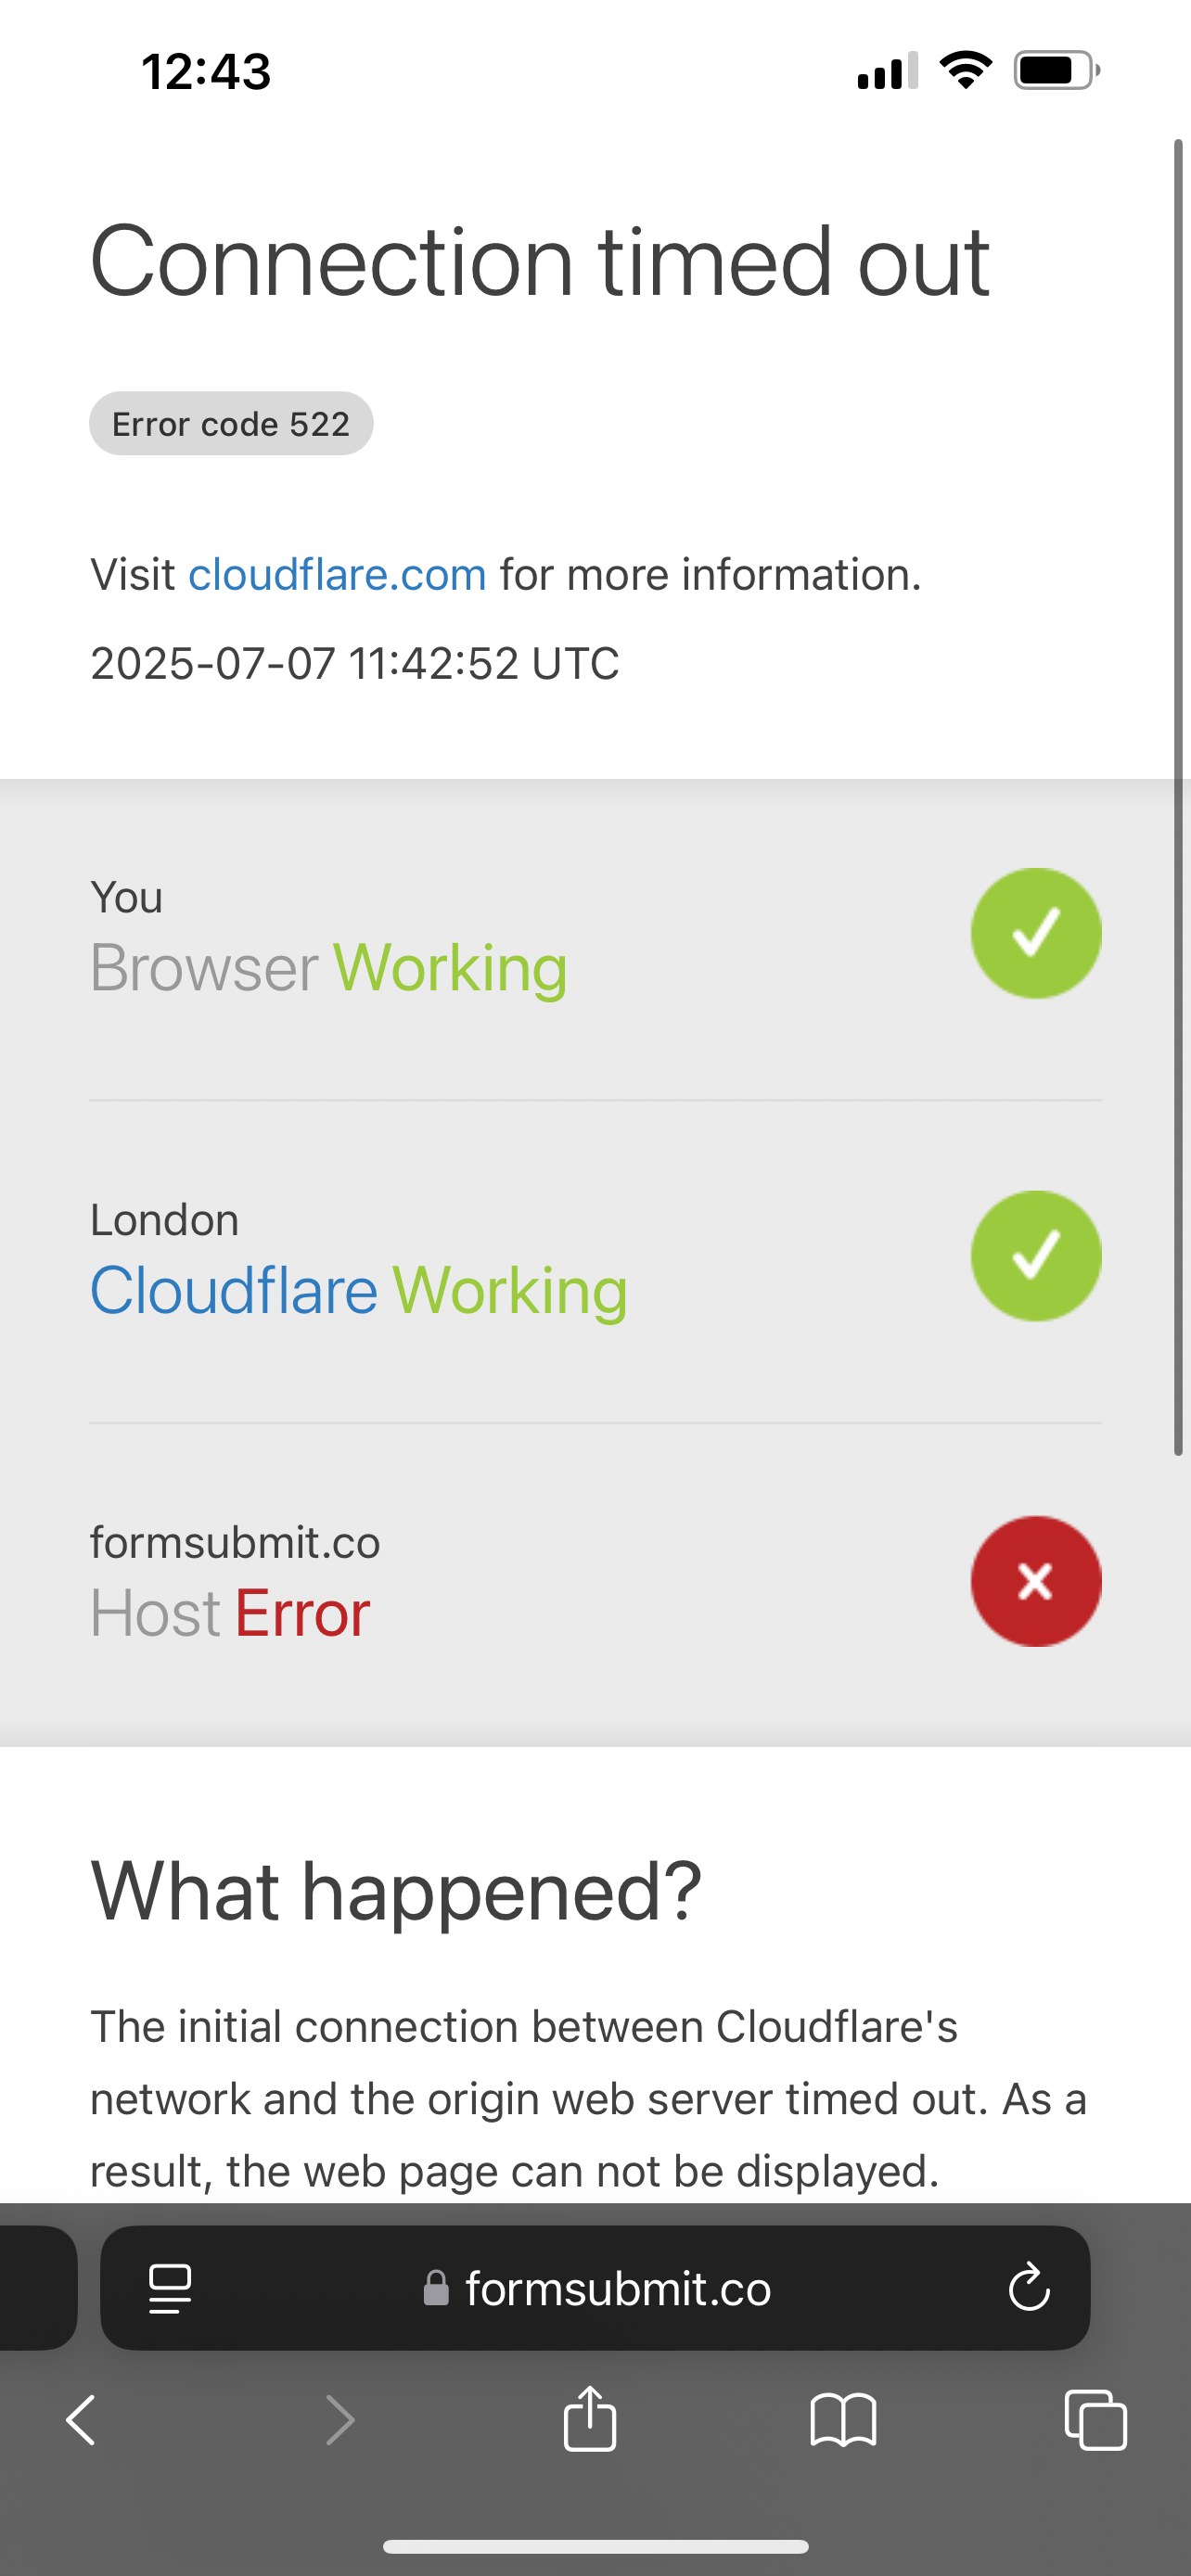 12:43
Connection timed out
Error code 522
Visit cloudflare.com for more information.
2025-07-07 11:42:52 UTC
You
Browser Working
London
Cloudflare Working
formsubmit.co
Host Error
What happened?
The initial connection between Cloudflare's
network and the origin web server timed out. As a
result, the web page can not be displayed.
formsubmit.co